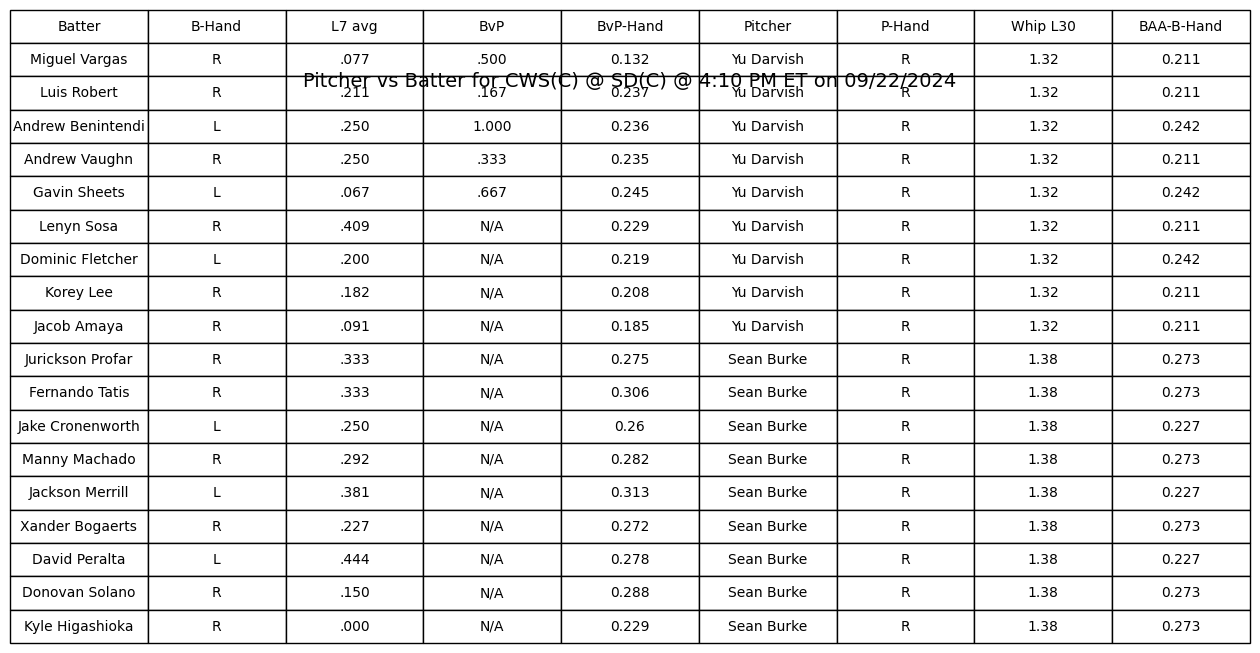 Batter B-Hand L7 avg BvP BvP-Hand Pitcher P-Hand Whip L30 BAA-B-Hand
Miguel Vargas R .077 .500 0.132 Yu Darvish R 1.32 0.211
Pitcher vs Batter for CWS(C) @ SD(C) @ 4:10 PM ET on 09/22/2024
Luis Robert R .211 .167 0.237 Yu Darvish R 1.32 0.211
Andrew Benintendi L .250 1.000 0.236 Yu Darvish R 1.32 0.242
Andrew Vaughn R .250 .333 0.235 Yu Darvish R 1.32 0.211
Gavin Sheets L .067 .667 0.245 Yu Darvish R 1.32 0.242
Lenyn Sosa R .409 N/A 0.229 Yu Darvish R 1.32 0.211
Dominic Fletcher L .200 N/A 0.219 Yu Darvish R 1.32 0.242
Korey Lee R .182 N/A 0.208 Yu Darvish R 1.32 0.211
Jacob Amaya R .091 N/A 0.185 Yu Darvish R 1.32 0.211
Jurickson Profar R .333 N/A 0.275 Sean Burke R 1.38 0.273
Fernando Tatis R .333 N/A 0.306 Sean Burke R 1.38 0.273
Jake Cronenworth L .250 N/A 0.26 Sean Burke R 1.38 0.227
Manny Machado R .292 N/A 0.282 Sean Burke R 1.38 0.273
Jackson Merrill L .381 N/A 0.313 Sean Burke R 1.38 0.227
Xander Bogaerts R .227 N/A 0.272 Sean Burke R 1.38 0.273
David Peralta L .444 N/A 0.278 Sean Burke R 1.38 0.227
Donovan Solano R .150 N/A 0.288 Sean Burke R 1.38 0.273
Kyle Higashioka R .000 N/A 0.229 Sean Burke R 1.38 0.273